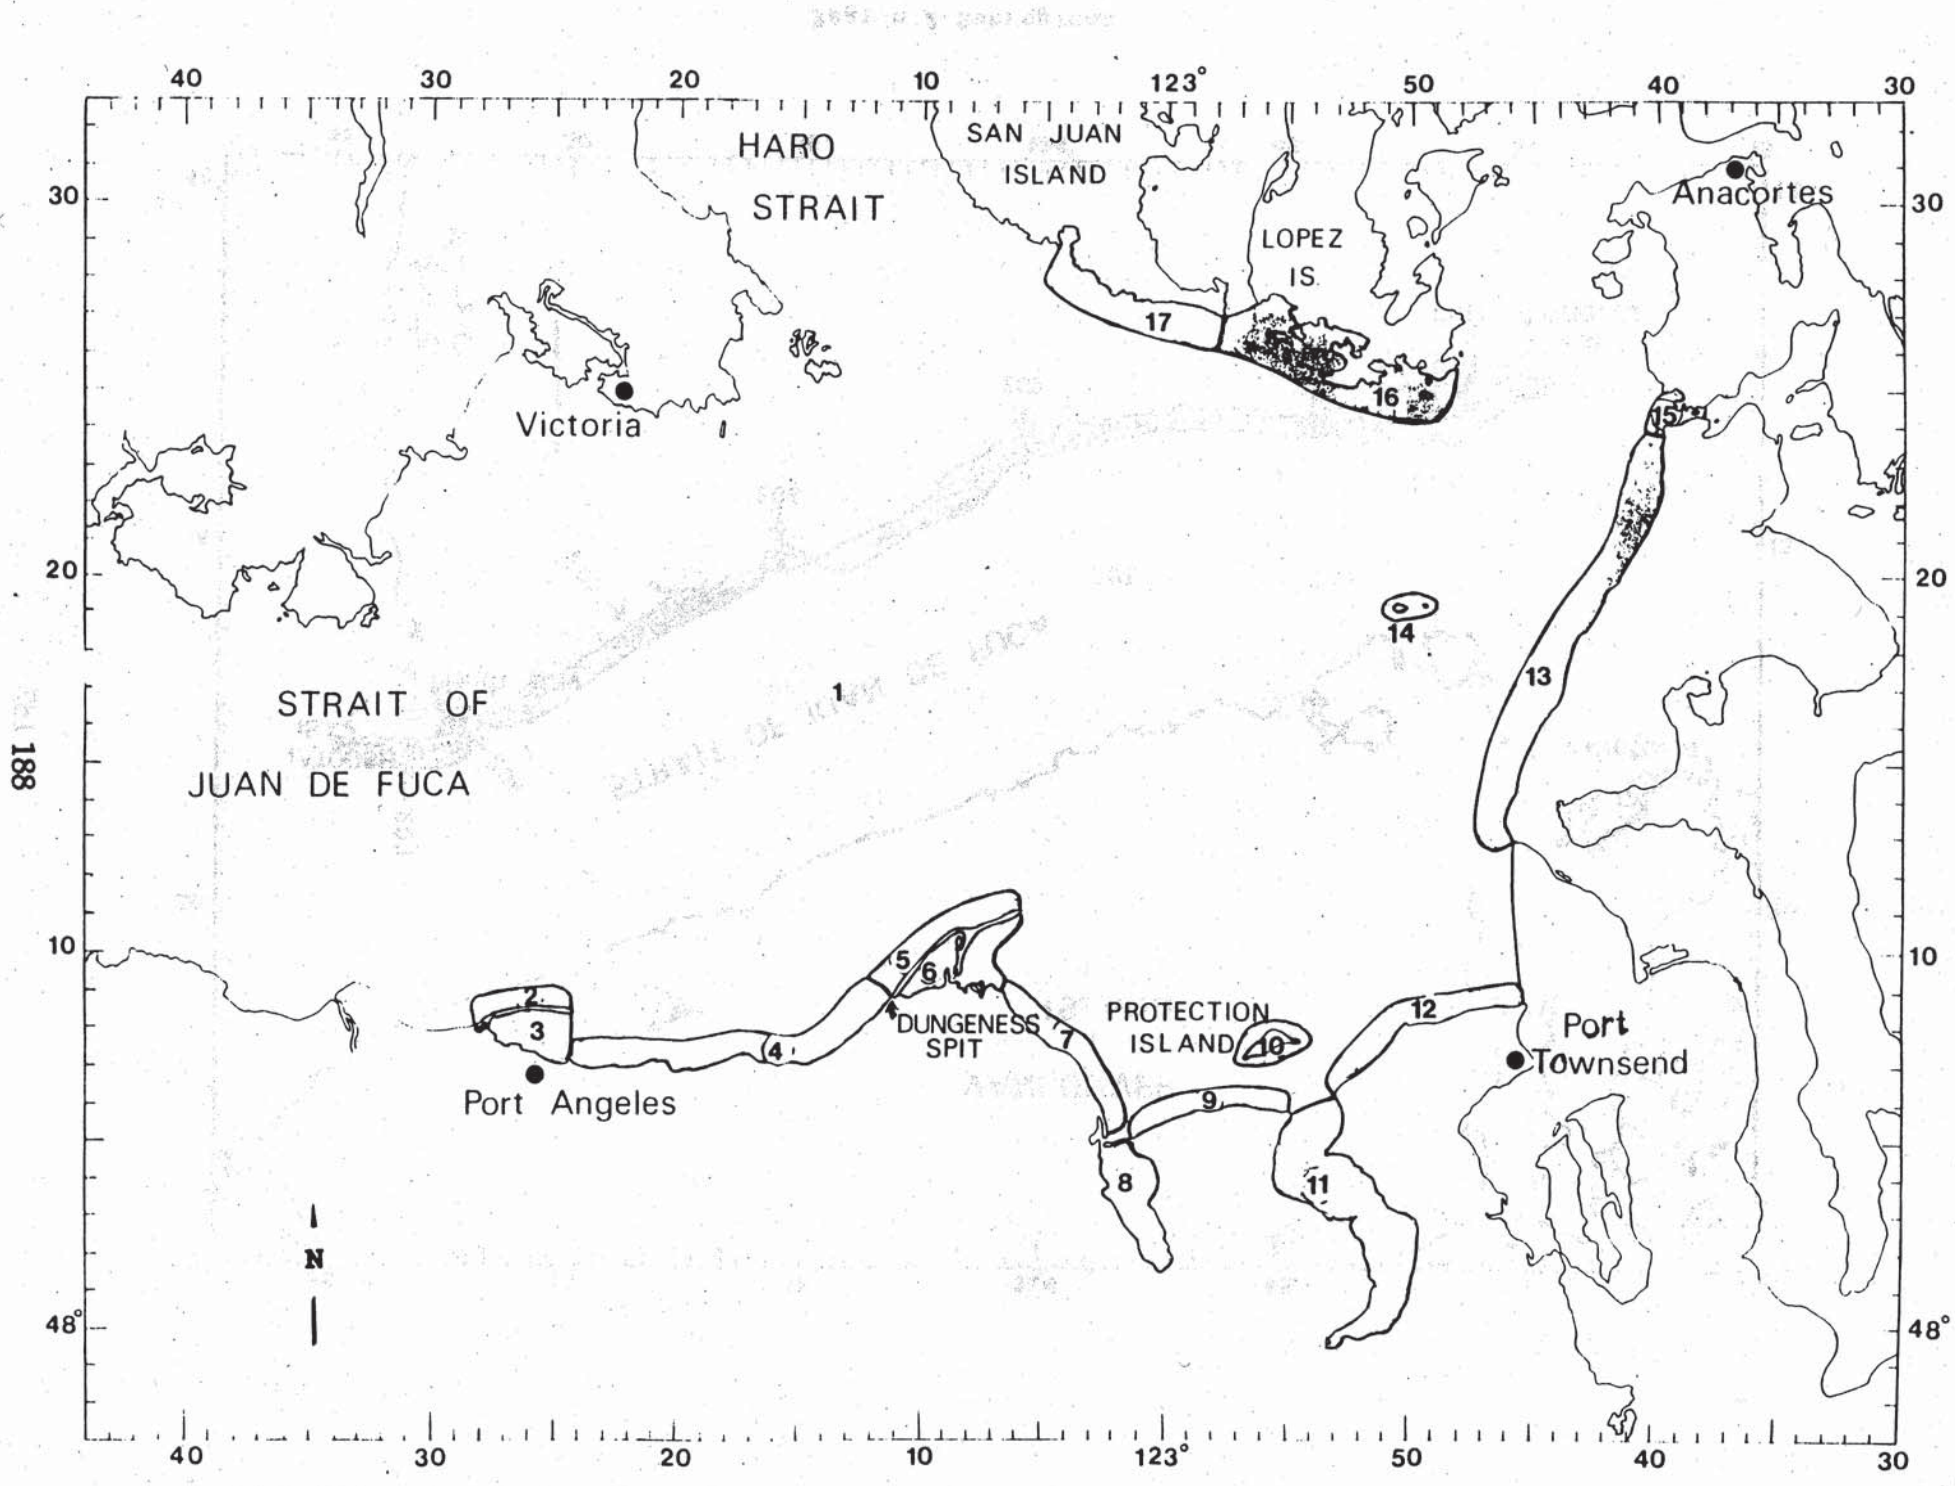 40 30 20 10 123° 50 40 30
HARO
STRAIT
SAN JUAN
ISLAND
Anacortes
30
30
LOPEZ
IS.
17
16
Victoria
15
20
20
14
13
1
STRAIT OF
JUAN DE FUCA
188
10
10
5
6
2
3
4
DUNGENESS
SPIT
7
PROTECTION
ISLAND
10
12
Port
Townsend
Port Angeles
9
8
11
N
48°
48°
40 30 20 10 123° 50 40 30